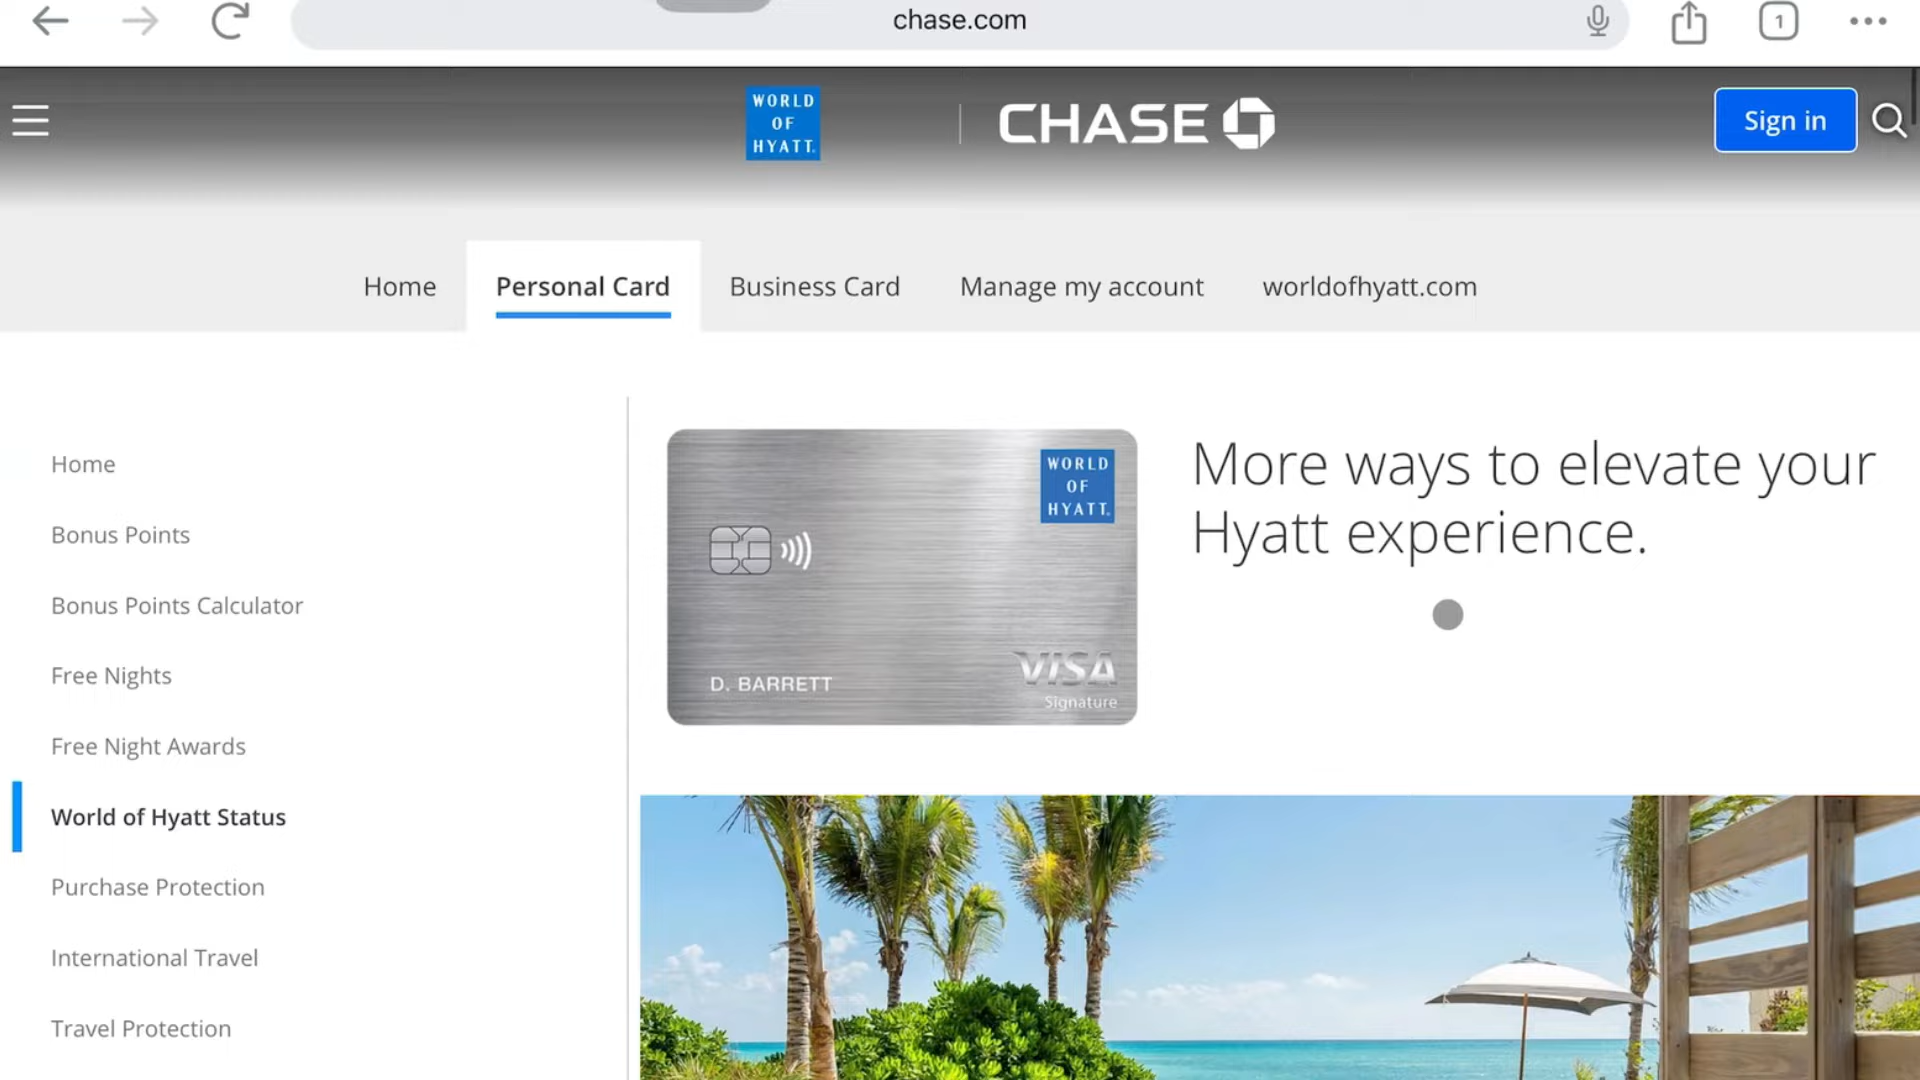 chase.com
1
WORLD
OF
HYATT.
CHASE
Sign in
Home
Personal Card
Business Card
Manage my account
worldofhyatt.com
Home
Bonus Points
Bonus Points Calculator
Free Nights
Free Night Awards
World of Hyatt Status
Purchase Protection
International Travel
Travel Protection
WORLD
OF
HYATT.
D. BARRETT
VISA
Signature
More ways to elevate your
Hyatt experience.